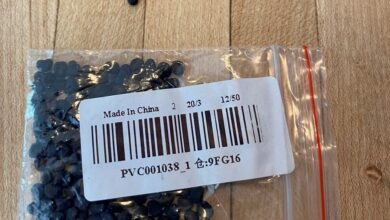 Made In China 2 20/3 12/50
PVC001038_1 仓:9FG16